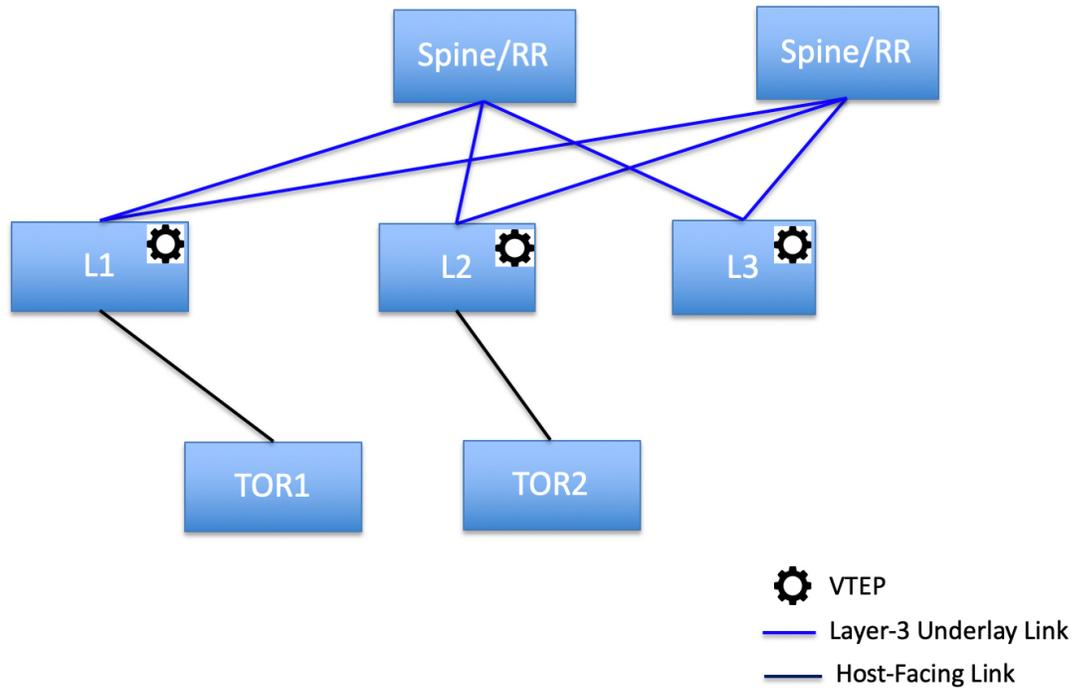 Spine/RR
Spine/RR
L1
L2
L3
TOR1
TOR2
VTEP
Layer-3 Underlay Link
Host-Facing Link